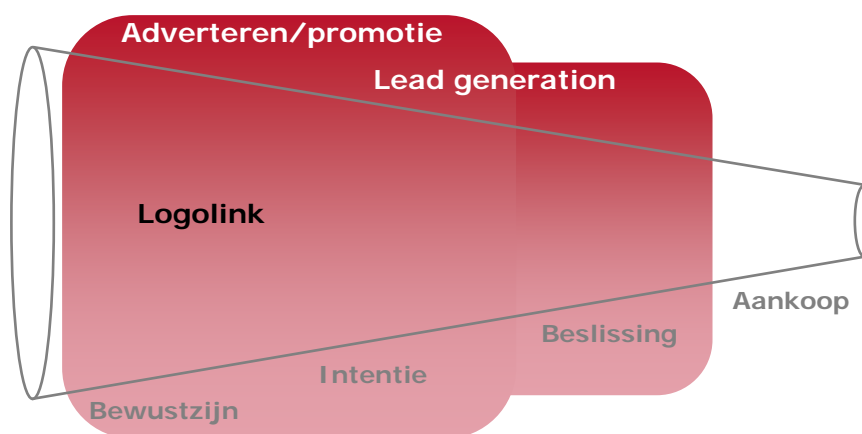 Adverteren/promotie
Lead generation
Logolink
Aankoop
Beslissing
Intentie
Bewustzijn